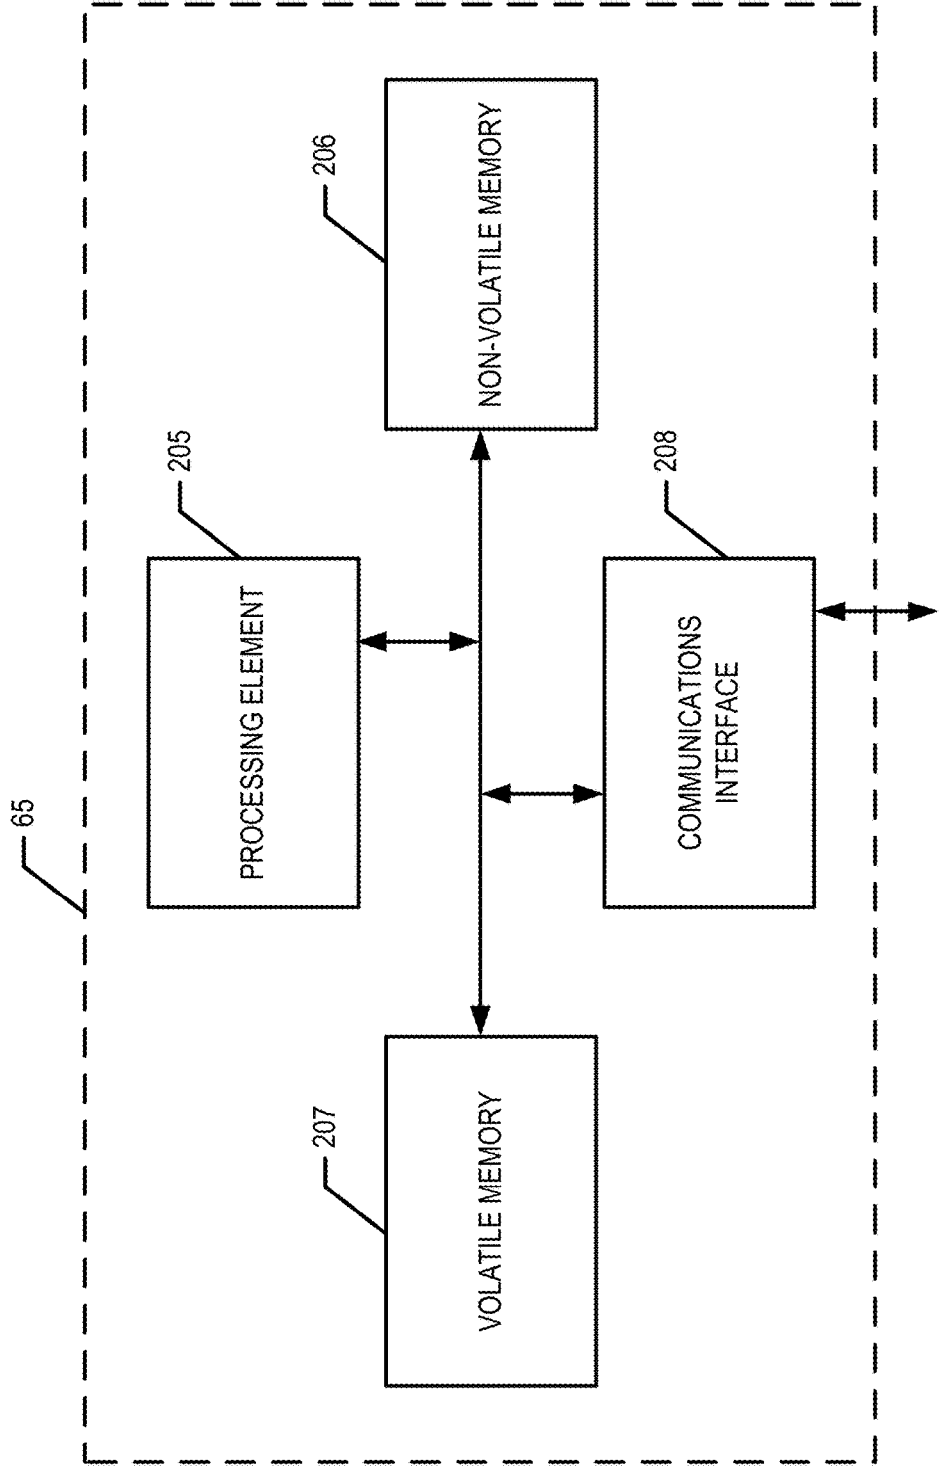 65
205
PROCESSING ELEMENT
207
VOLATILE MEMORY
206
NON-VOLATILE MEMORY
208
COMMUNICATIONS
INTERFACE